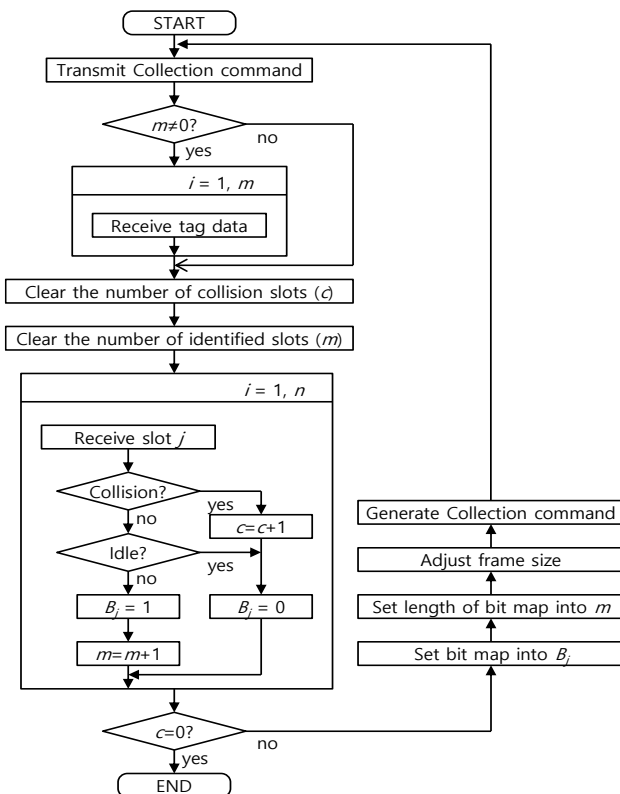 START
Transmit Collection command
m≠0?
no
yes
i = 1, m
Receive tag data
Clear the number of collision slots (c)
Clear the number of identified slots (m)
i = 1, n
Receive slot j
Collision?
yes
no
c=c+1
Idle?
yes
no
Bj = 1
Bj = 0
m=m+1
c=0?
no
yes
END
Generate Collection command
Adjust frame size
Set length of bit map into m
Set bit map into Bj